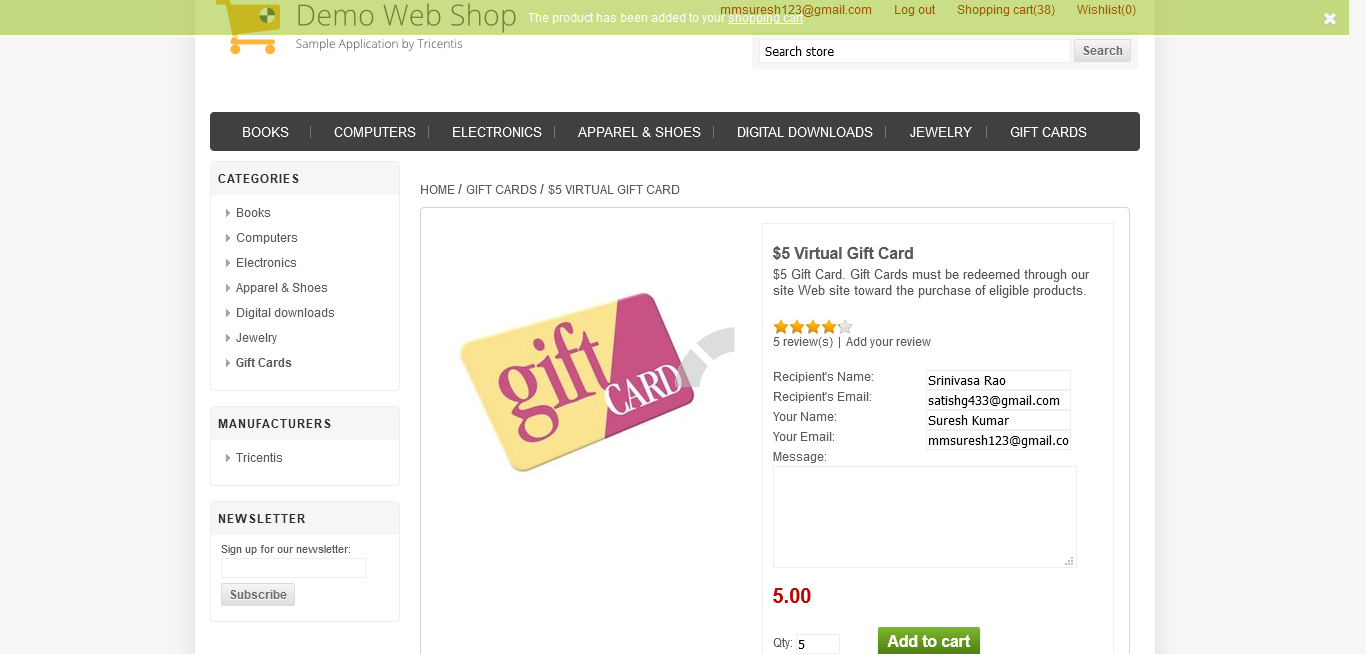 The product has been added to your shopping cart
mmsuresh123@gmail.com Log out Shopping cart(38) Wishlist(0)
Demo Web Shop
Sample Application by Tricentis
Search store Search
BOOKS COMPUTERS ELECTRONICS APPAREL & SHOES DIGITAL DOWNLOADS JEWELRY GIFT CARDS
CATEGORIES
Books
Computers
Electronics
Apparel & Shoes
Digital downloads
Jewelry
Gift Cards
MANUFACTURERS
Tricentis
NEWSLETTER
Sign up for our newsletter:
Subscribe
HOME / GIFT CARDS / $5 VIRTUAL GIFT CARD
gift
CARD
$5 Virtual Gift Card
$5 Gift Card. Gift Cards must be redeemed through our
site Web site toward the purchase of eligible products.
5 review(s) | Add your review
Recipient's Name: Srinivasa Rao
Recipient's Email: satishg433@gmail.com
Your Name: Suresh Kumar
Your Email: mmsuresh123@gmail.co
Message:
5.00
Qty: 5 Add to cart